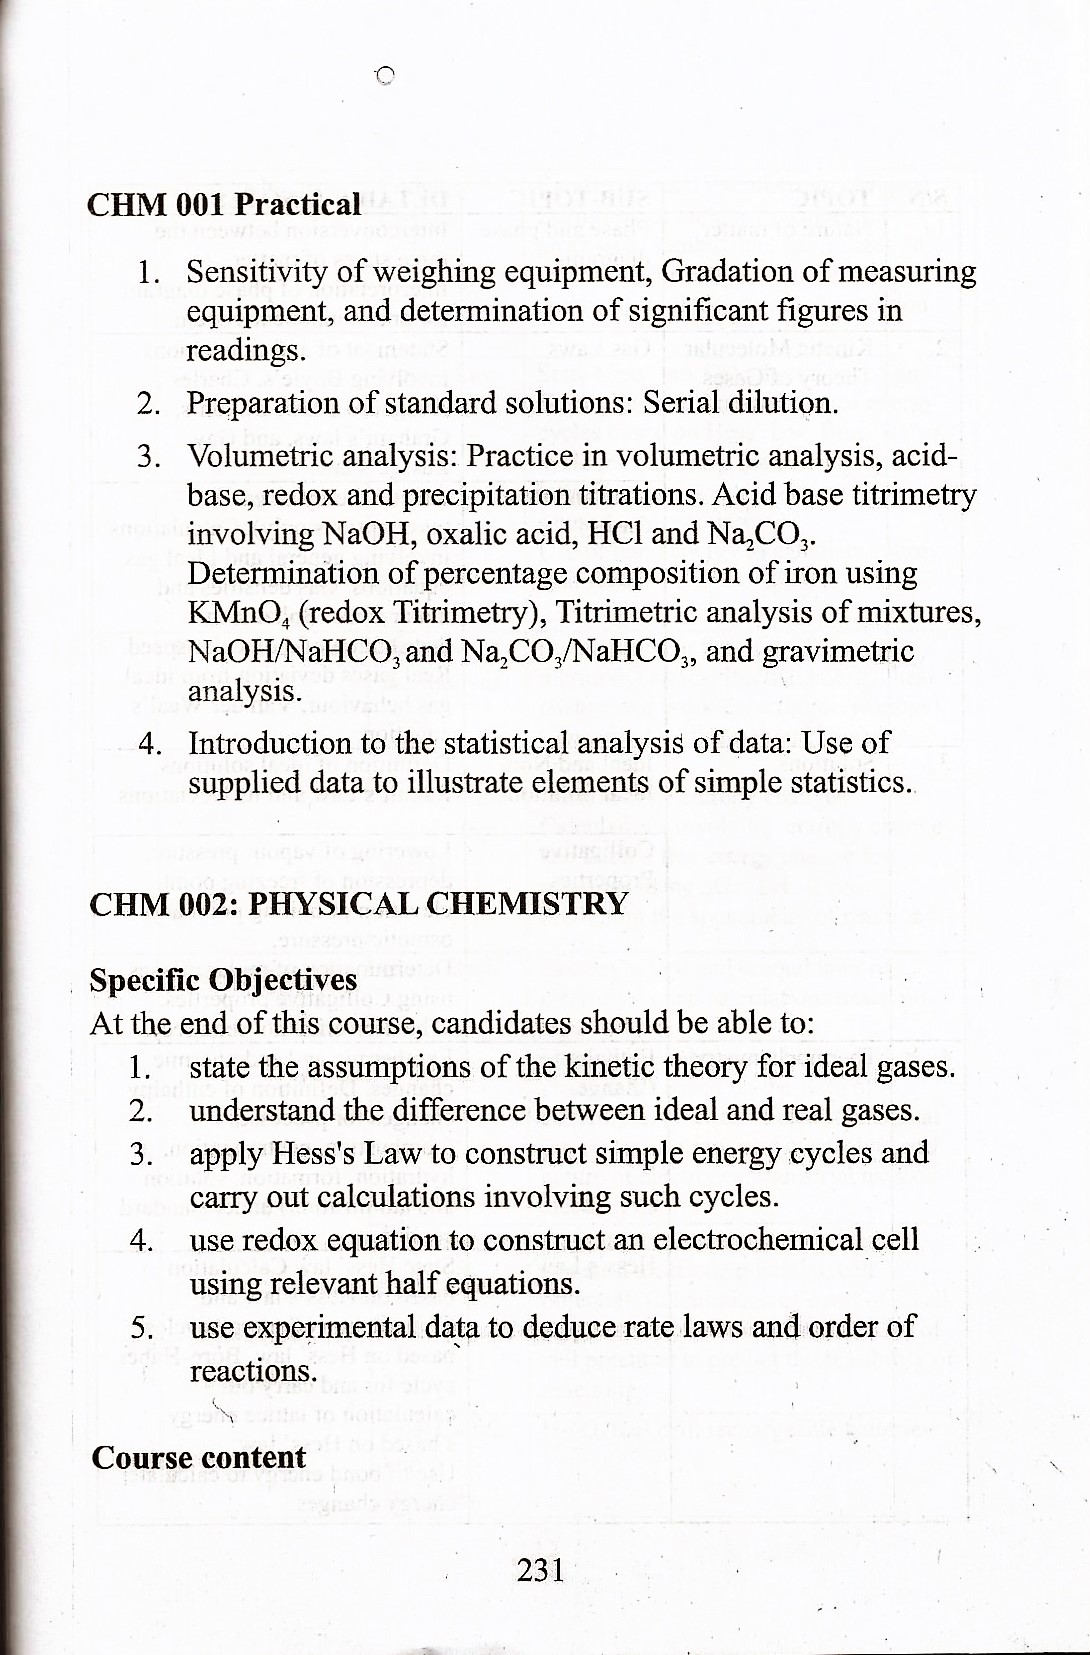 CHM 001 Practical
1. Sensitivity of weighing equipment, Gradation of measuring
equipment, and determination of significant figures in
readings.
2. Preparation of standard solutions: Serial dilution.
3. Volumetric analysis: Practice in volumetric analysis, acid-
base, redox and precipitation titrations. Acid base titrimetry
involving NaOH, oxalic acid, HCl and Na₂CO₃.
Determination of percentage composition of iron using
KMnO₄ (redox Titrimetry), Titrimetric analysis of mixtures,
NaOH/NaHCO₃ and Na₂CO₃/NaHCO₃, and gravimetric
analysis.
4. Introduction to the statistical analysis of data: Use of
supplied data to illustrate elements of simple statistics.
CHM 002: PHYSICAL CHEMISTRY
Specific Objectives
At the end of this course, candidates should be able to:
1. state the assumptions of the kinetic theory for ideal gases.
2. understand the difference between ideal and real gases.
3. apply Hess's Law to construct simple energy cycles and
carry out calculations involving such cycles.
4. use redox equation to construct an electrochemical cell
using relevant half equations.
5. use experimental data to deduce rate laws and order of
reactions.
Course content
231